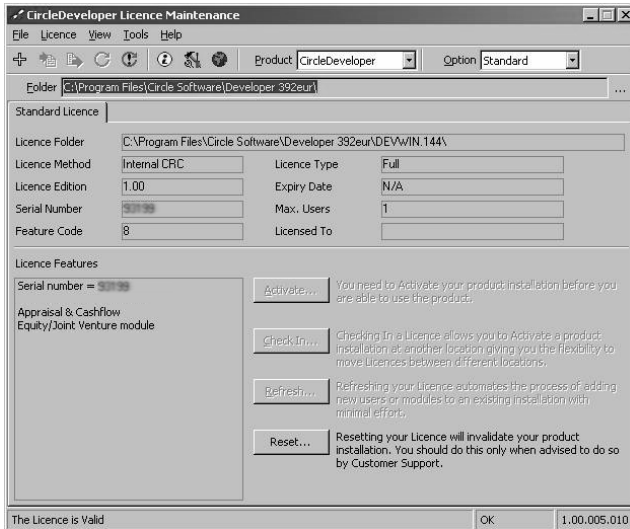 CircleDeveloper Licence Maintenance
File Licence View Tools Help
Product CircleDeveloper Option Standard
Folder C:\Program Files\Circle Software\Developer 392eur\ ...
Standard Licence
Licence Folder C:\Program Files\Circle Software\Developer 392eur\DEVWIN.144\
Licence Method Internal CRC Licence Type Full
Licence Edition 1.00 Expiry Date N/A
Serial Number Max. Users 1
Feature Code 8 Licensed To
Licence Features
Serial number =
Appraisal & Cashflow
Equity/Joint Venture module
Activate... You need to Activate your product installation before you
are able to use the product.
Check In... Checking In a Licence allows you to Activate a product
installation at another location giving you the flexibility to
move Licences between different locations.
Refresh... Refreshing your Licence automates the process of adding
new users or modules to an existing installation with
minimal effort.
Reset... Resetting your Licence will invalidate your product
installation. You should do this only when advised to do so
by Customer Support.
The Licence is Valid OK 1.00.005.010